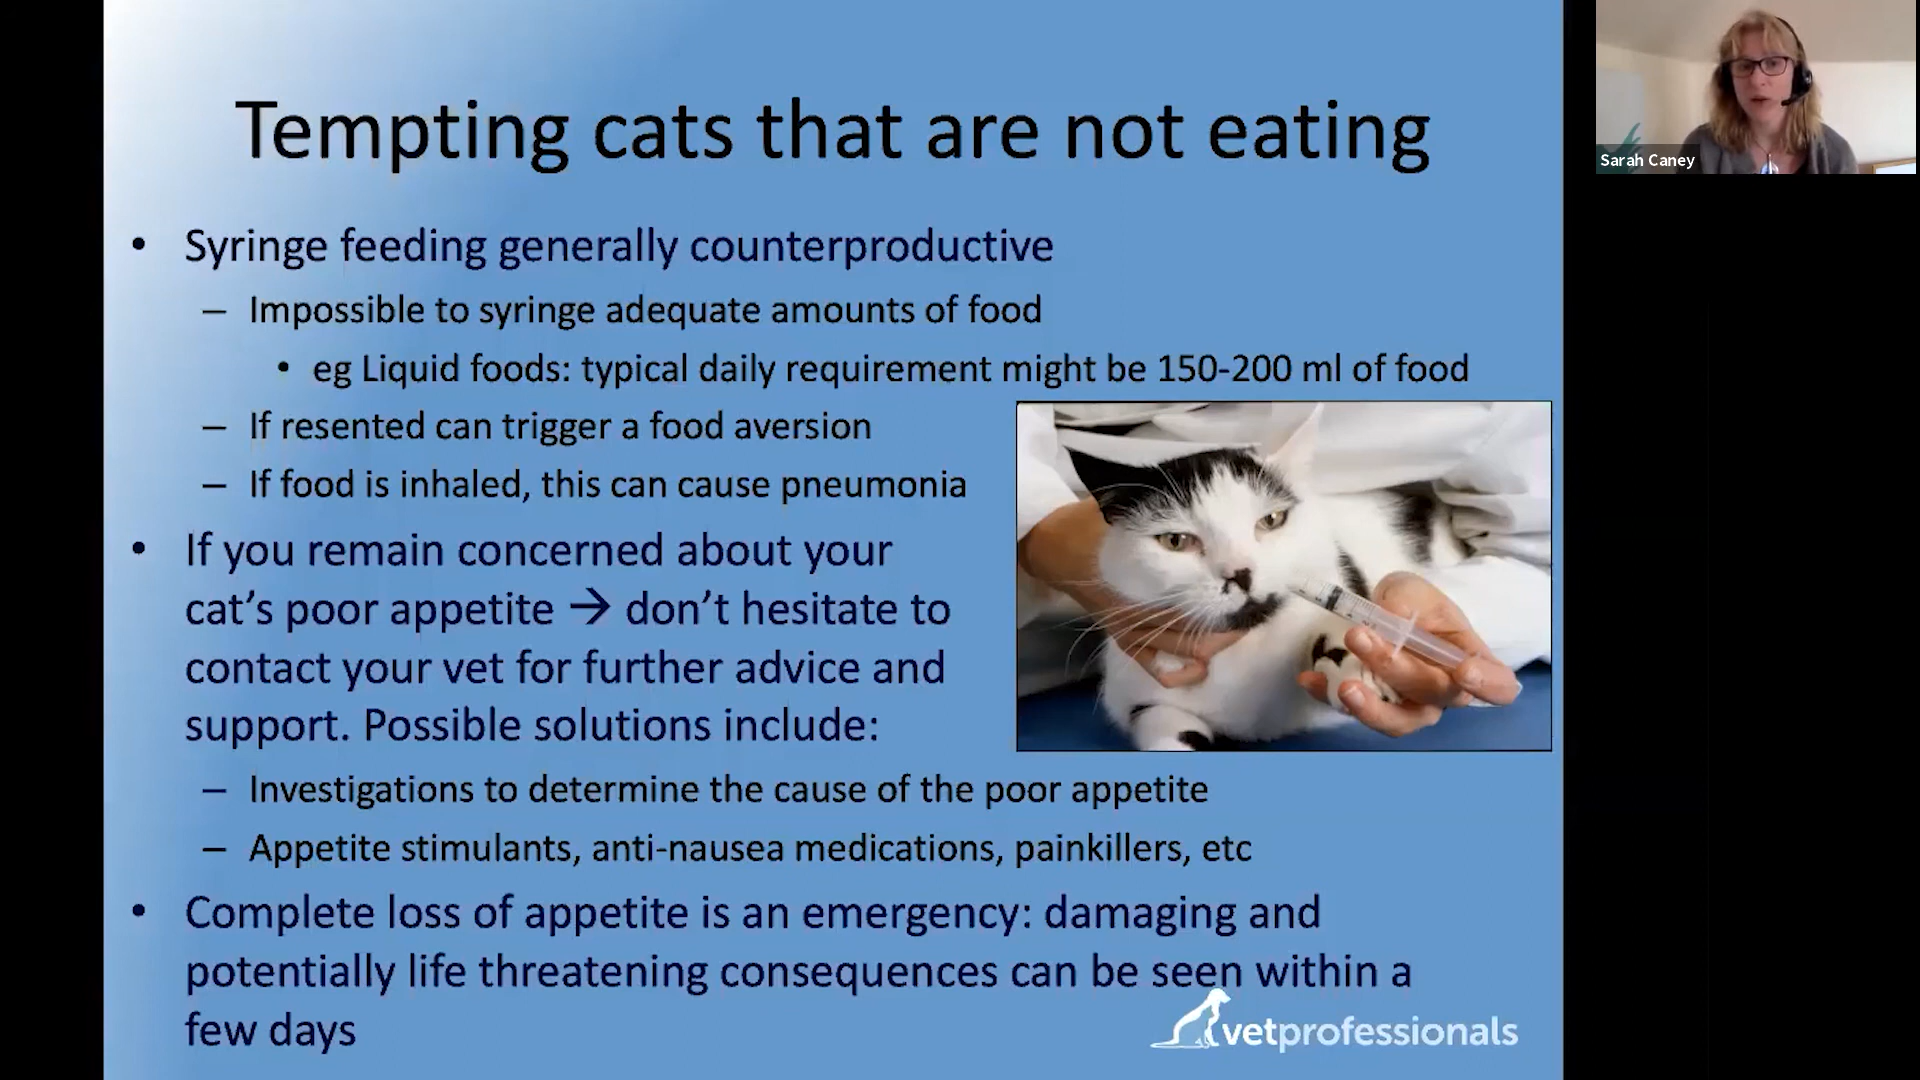 Tempting cats that are not eating
Sarah Caney
• Syringe feeding generally counterproductive
– Impossible to syringe adequate amounts of food
• eg Liquid foods: typical daily requirement might be 150-200 ml of food
– If resented can trigger a food aversion
– If food is inhaled, this can cause pneumonia
• If you remain concerned about your
cat’s poor appetite → don’t hesitate to
contact your vet for further advice and
support. Possible solutions include:
– Investigations to determine the cause of the poor appetite
– Appetite stimulants, anti-nausea medications, painkillers, etc
• Complete loss of appetite is an emergency: damaging and
potentially life threatening consequences can be seen within a
few days
vetprofessionals